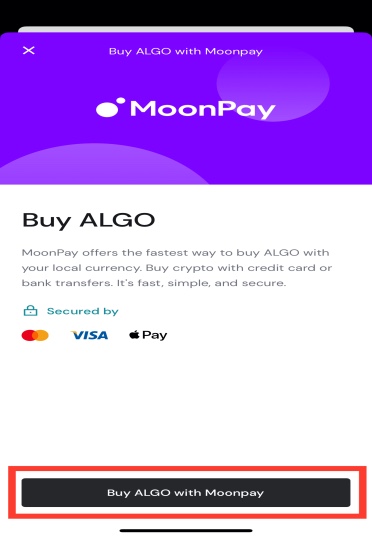 Buy ALGO with Moonpay
MoonPay
Buy ALGO
MoonPay offers the fastest way to buy ALGO with
your local currency. Buy crypto with credit card or
bank transfers. It's fast, simple, and secure.
Secured by
VISA Pay
Buy ALGO with Moonpay